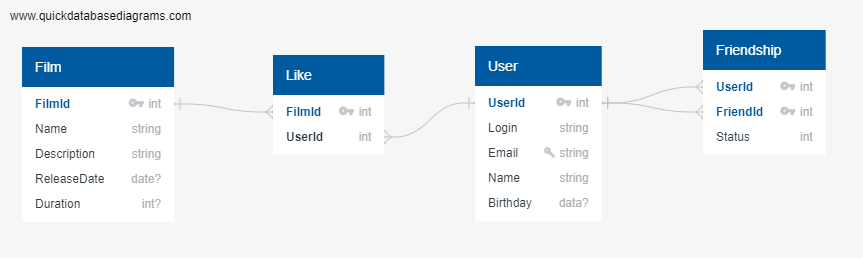 www.quickdatabasediagrams.com
Film
FilmId int
Name string
Description string
ReleaseDate date?
Duration int?
Like
FilmId int
UserId int
User
UserId int
Login string
Email string
Name string
Birthday data?
Friendship
UserId int
FriendId int
Status int